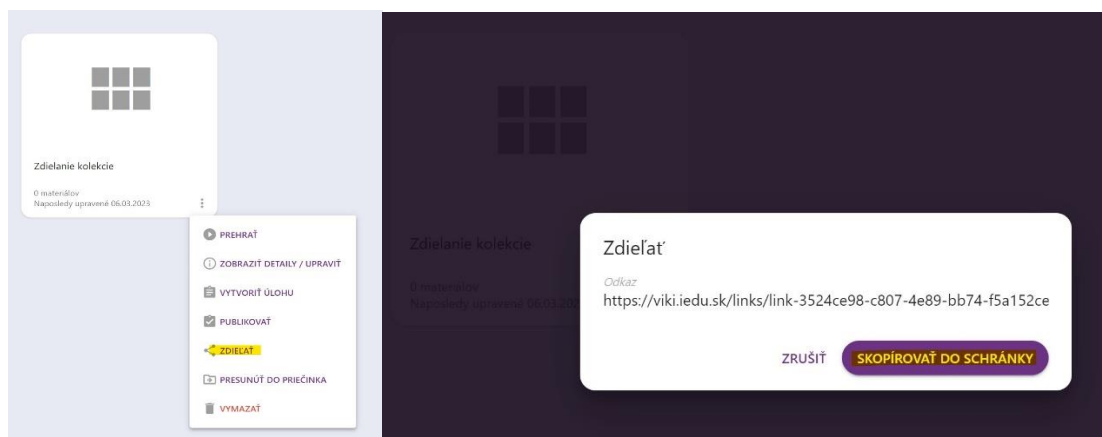 Zdielanie kolekcie
0 materiálov
Naposledy upravené 06.03.2023
PREHRAŤ
ZOBRAZIŤ DETAILY / UPRAVIŤ
VYTVORIŤ ÚLOHU
PUBLIKOVAŤ
ZDIEĽAŤ
PRESUNÚŤ DO PRIEČINKA
VYMAZAŤ
Zdielanie kolekcie
0 materiálov
Naposledy upravené 06.03.202
Zdieľať
Odkaz
https://viki.iedu.sk/links/link-3524ce98-c807-4e89-bb74-f5a152ce
ZRUŠIŤ SKOPÍROVAŤ DO SCHRÁNKY